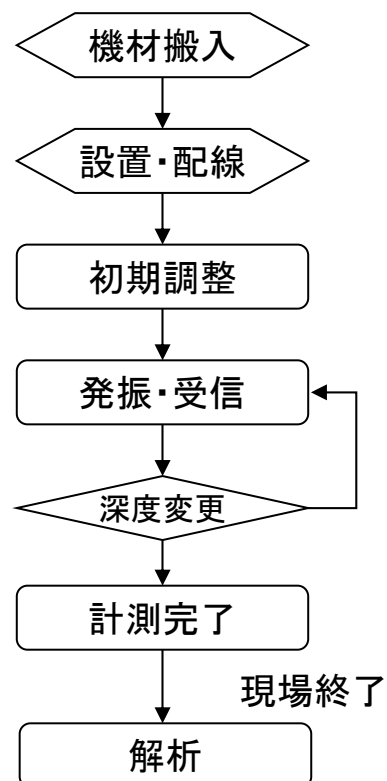 機材搬入
設置・配線
初期調整
発振・受信
深度変更
計測完了
現場終了
解析